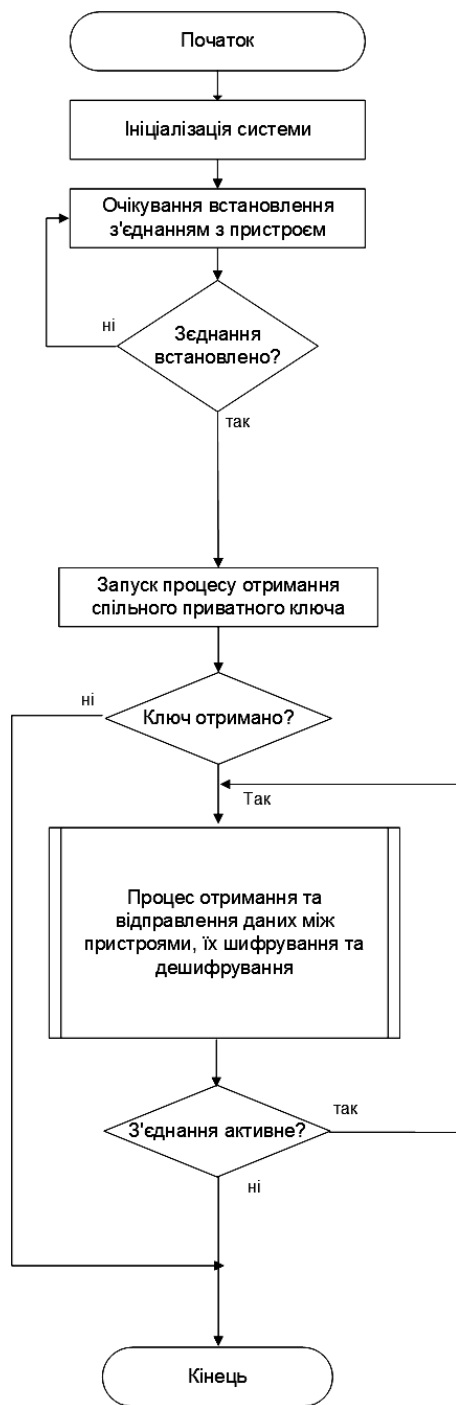 Початок
Ініціалізація системи
Очікування встановлення
з'єднанням з пристроєм
ні
Зєднання
встановлено?
так
Запуск процесу отримання
спільного приватного ключа
ні
Ключ отримано?
Так
Процес отримання та
відправлення даних між
пристроями, їх шифрування та
дешифрування
З'єднання активне?
так
ні
Кінець